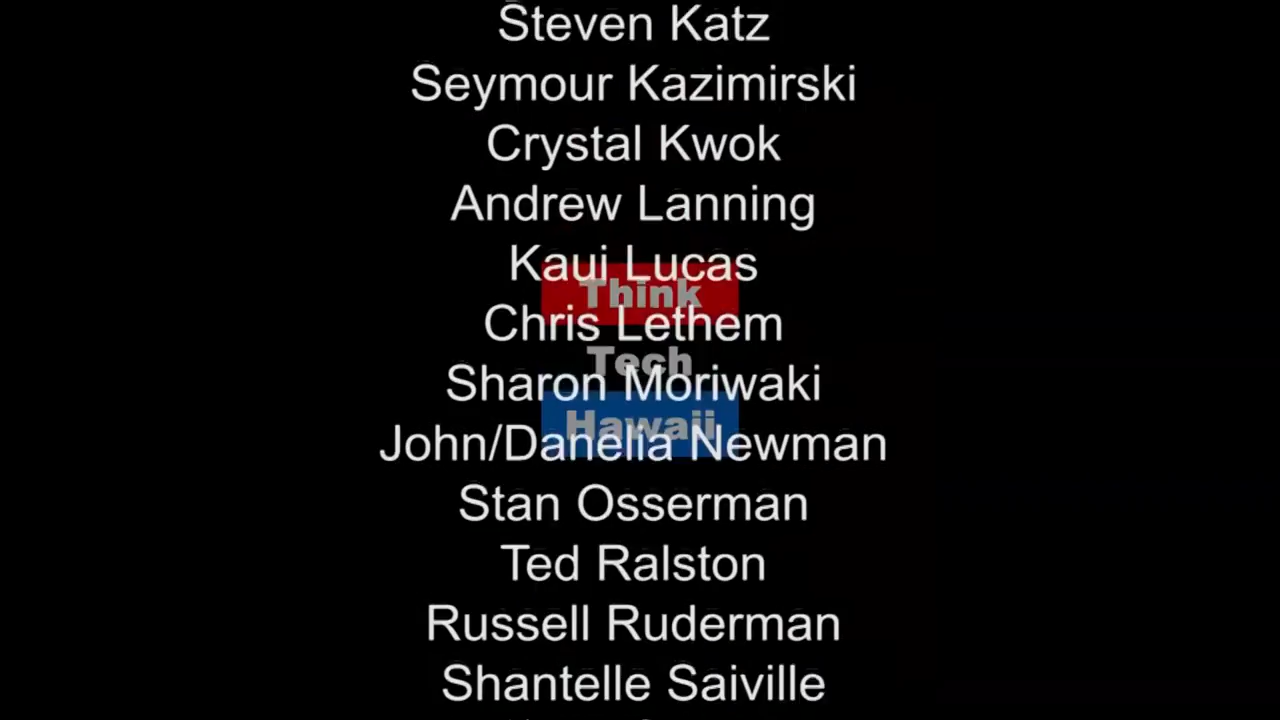 Steven Katz
Seymour Kazimirski
Crystal Kwok
Andrew Lanning
Kaui Lucas
Think
Chris Lethem
Tech
Sharon Moriwaki
Hawaii
John/Danelia Newman
Stan Osserman
Ted Ralston
Russell Ruderman
Shantelle Saiville